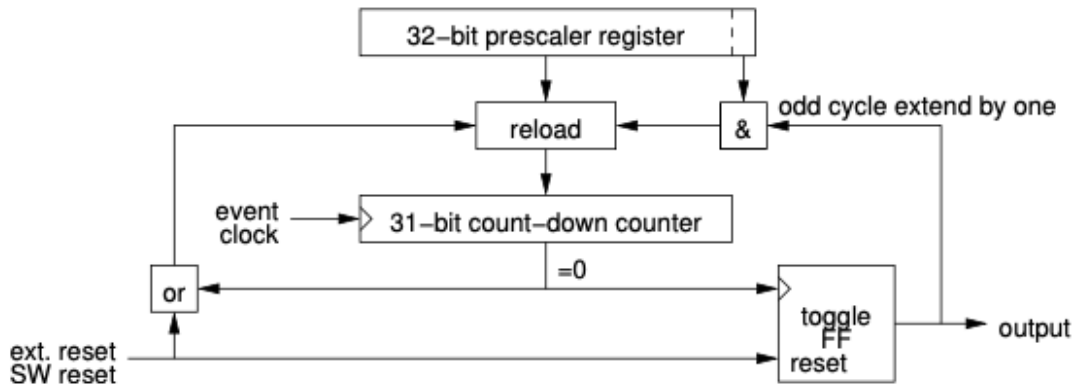 32−bit prescaler register
odd cycle extend by one
reload
&
event
clock
31−bit count−down counter
=0
or
toggle
FF
reset
output
ext. reset
SW reset